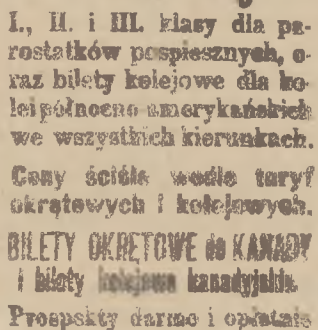 I., II. i III. klasy dla pa-
rostatków pospiesznych, o-
raz bilety kolejowe dla ko-
lei północno amerykańskich
we wszystkich kierunkach.
Ceny ściśle wedle taryf
okrętowych i kolejowych.
BILETY OKRĘTOWE do KANADY
i bilety kolejowe kanadyjskie
Prospekty darmo i opłatnie